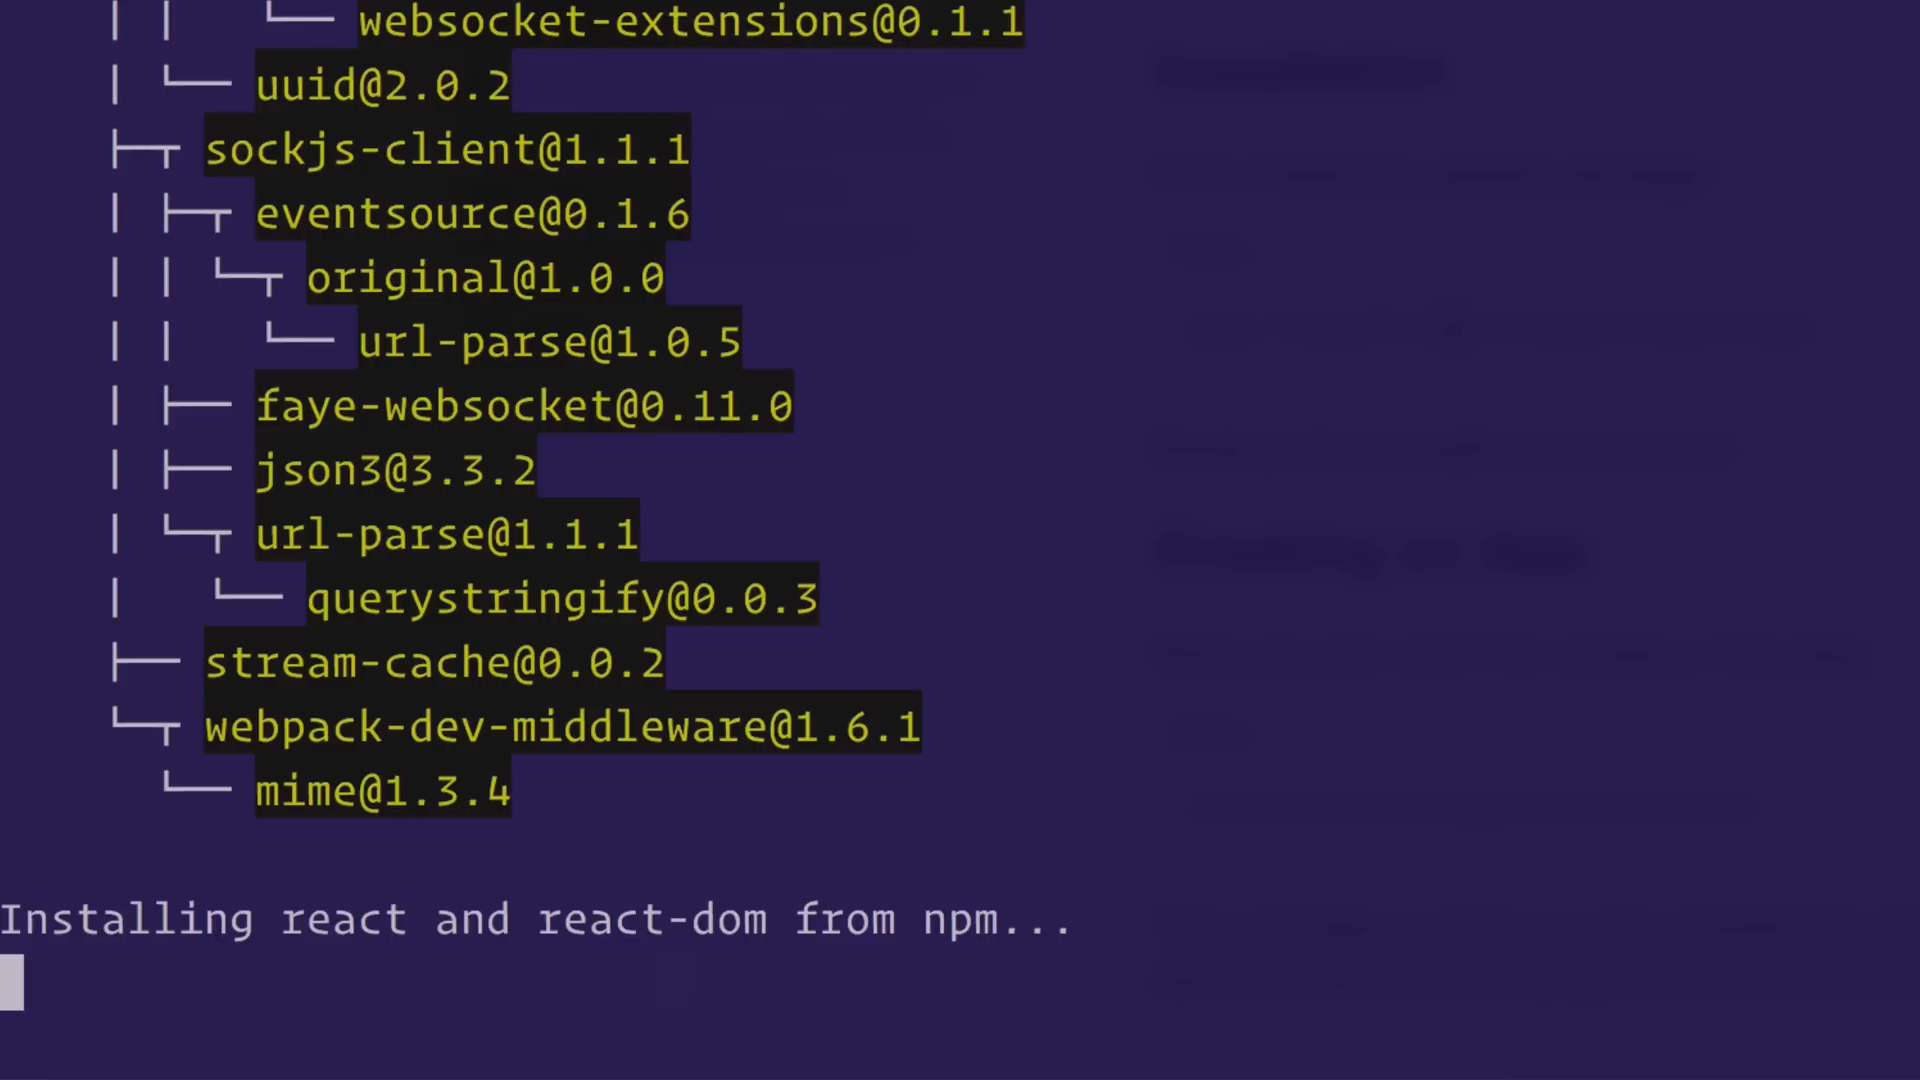 │ │   └── websocket-extensions@0.1.1
│ └── uuid@2.0.2
├─┬ sockjs-client@1.1.1
│ ├─┬ eventsource@0.1.6
│ │ └─┬ original@1.0.0
│ │   └── url-parse@1.0.5
│ ├── faye-websocket@0.11.0
│ ├── json3@3.3.2
│ └─┬ url-parse@1.1.1
│   └── querystringify@0.0.3
├── stream-cache@0.0.2
└─┬ webpack-dev-middleware@1.6.1
  └── mime@1.3.4
Installing react and react-dom from npm...